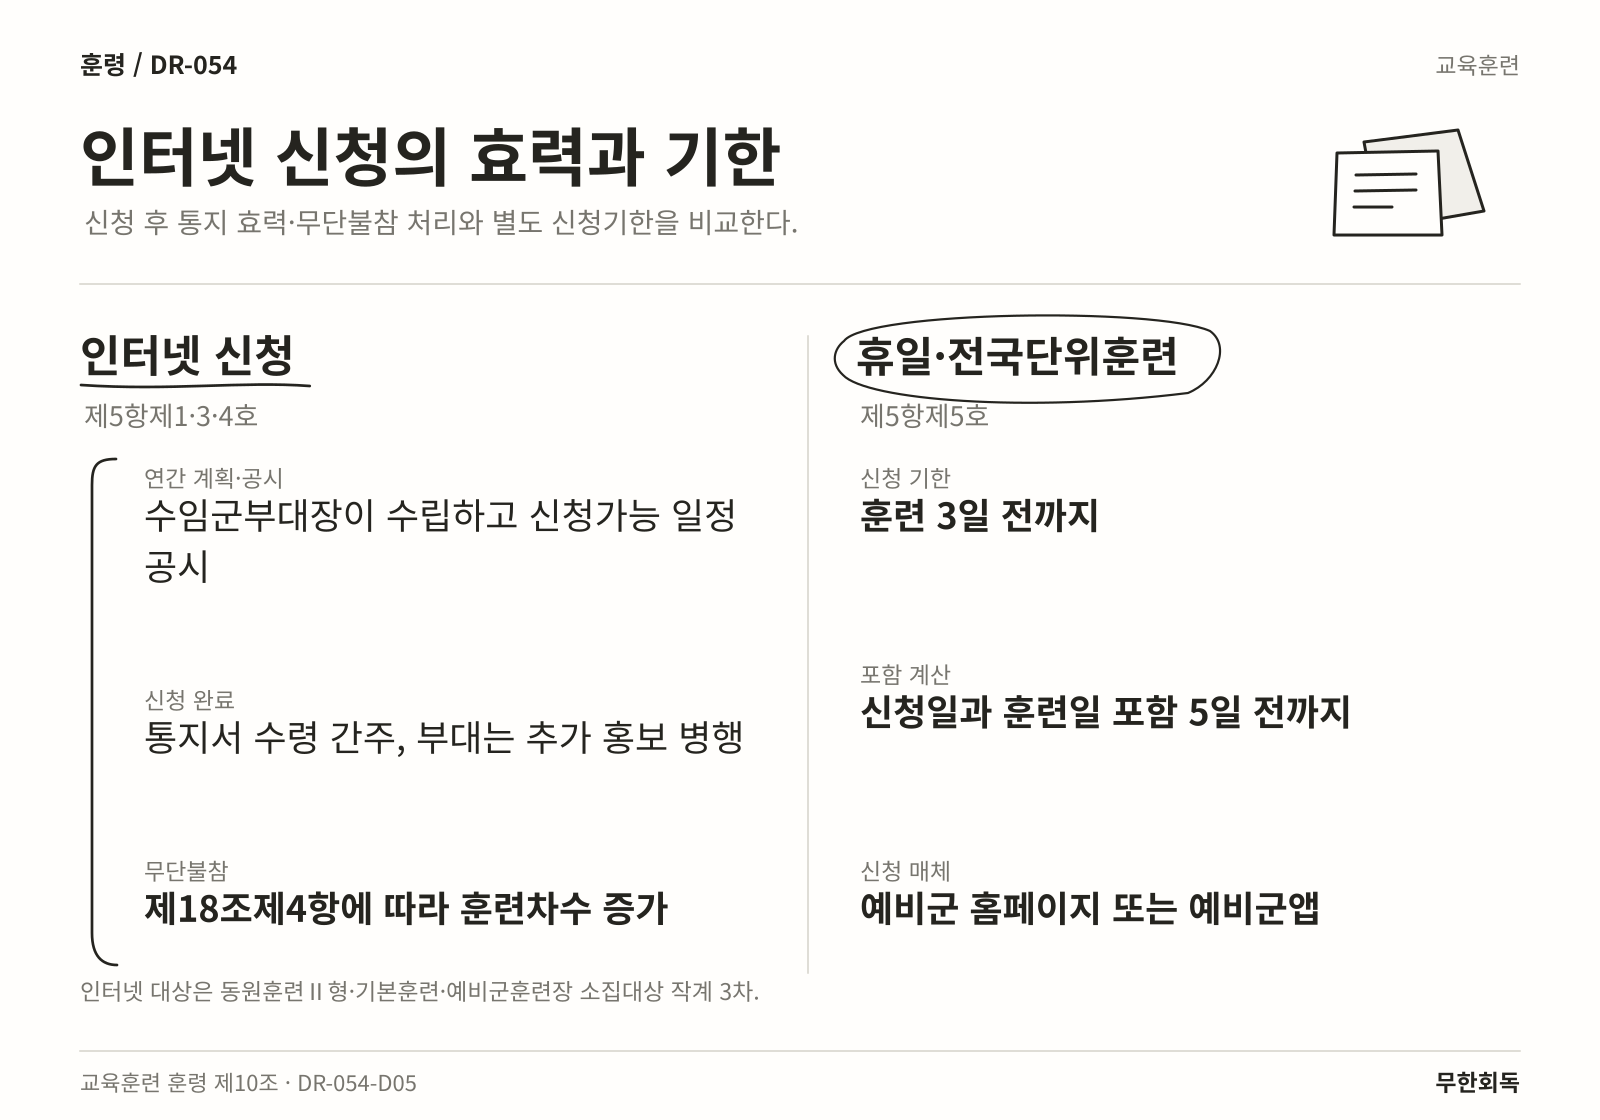 훈령 / DR-054
교육훈련
인터넷 신청의 효력과 기한
신청 후 통지 효력·무단불참 처리와 별도 신청기한을 비교한다.
인터넷 신청
제5항제1·3·4호
연간 계획·공시
수임군부대장이 수립하고 신청가능 일정
공시
신청 완료
통지서 수령 간주, 부대는 추가 홍보 병행
무단불참
제18조제4항에 따라 훈련차수 증가
인터넷 대상은 동원훈련Ⅱ형·기본훈련·예비군훈련장 소집대상 작계 3차.
휴일·전국단위훈련
제5항제5호
신청 기한
훈련 3일 전까지
포함 계산
신청일과 훈련일 포함 5일 전까지
신청 매체
예비군 홈페이지 또는 예비군앱
교육훈련 훈령 제10조 · DR-054-D05
무한회독